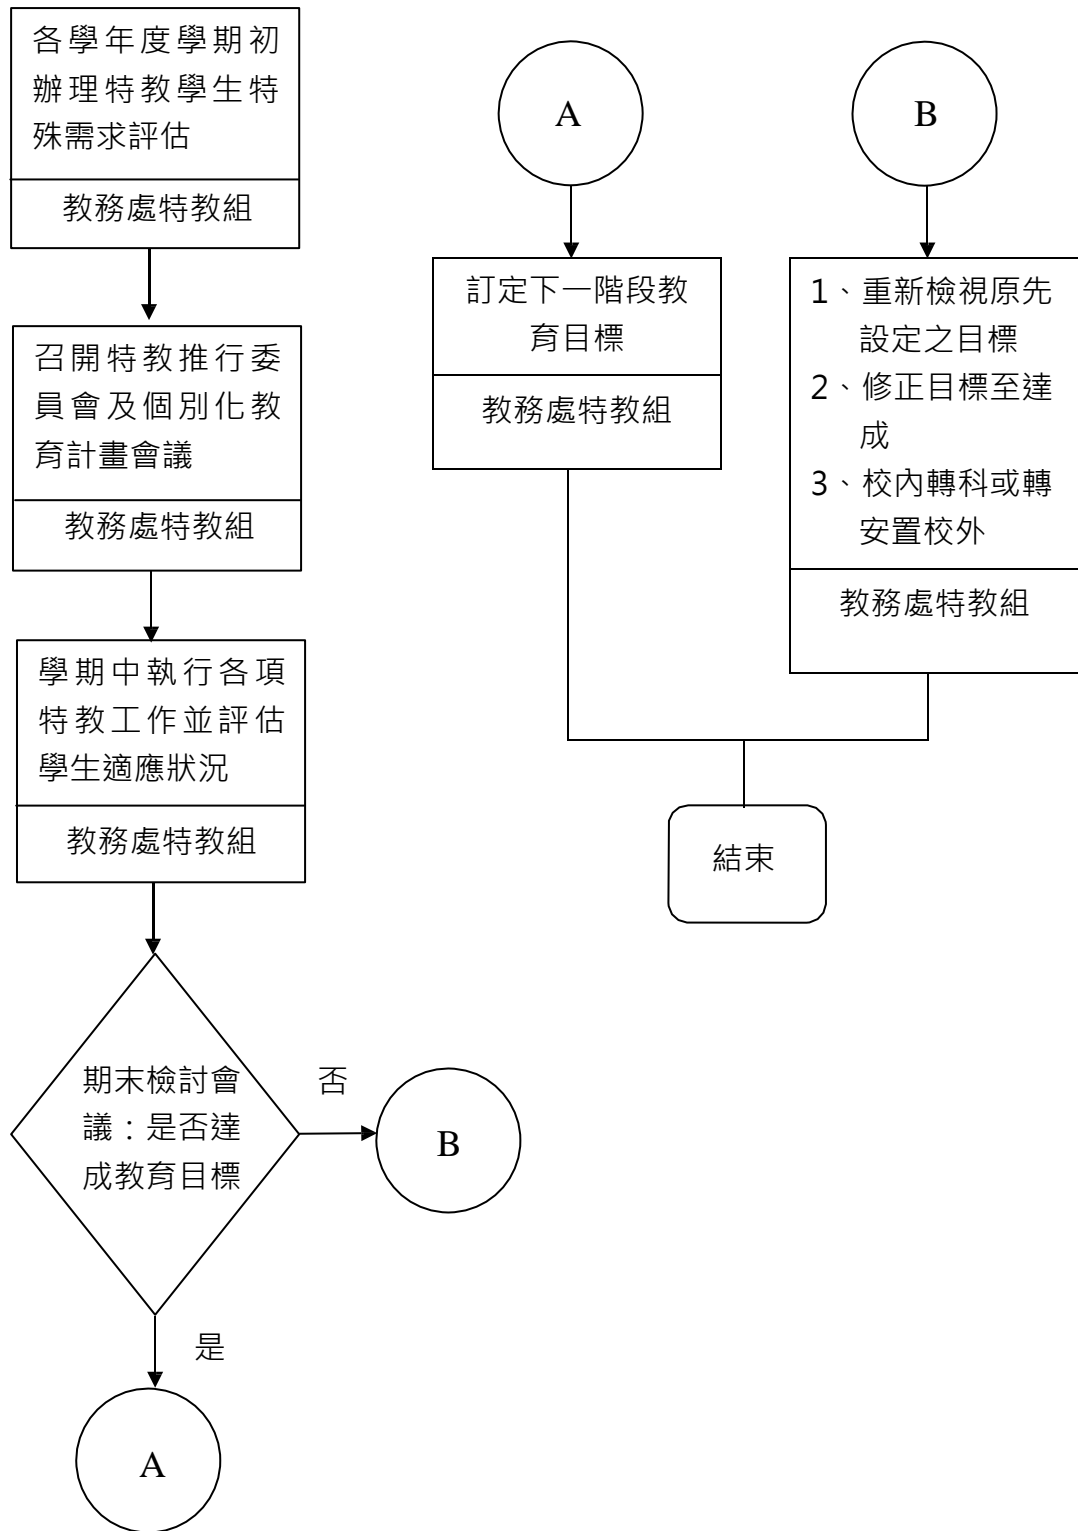 各學年度學期初
辦理特教學生特
殊需求評估
教務處特教組
召開特教推行委
員會及個別化教
育計畫會議
教務處特教組
學期中執行各項
特教工作並評估
學生適應狀況
教務處特教組
期末檢討會
議：是否達
成教育目標
否
B
是
A
A
訂定下一階段教
育目標
教務處特教組
B
1、重新檢視原先
設定之目標
2、修正目標至達
成
3、校內轉科或轉
安置校外
教務處特教組
結束